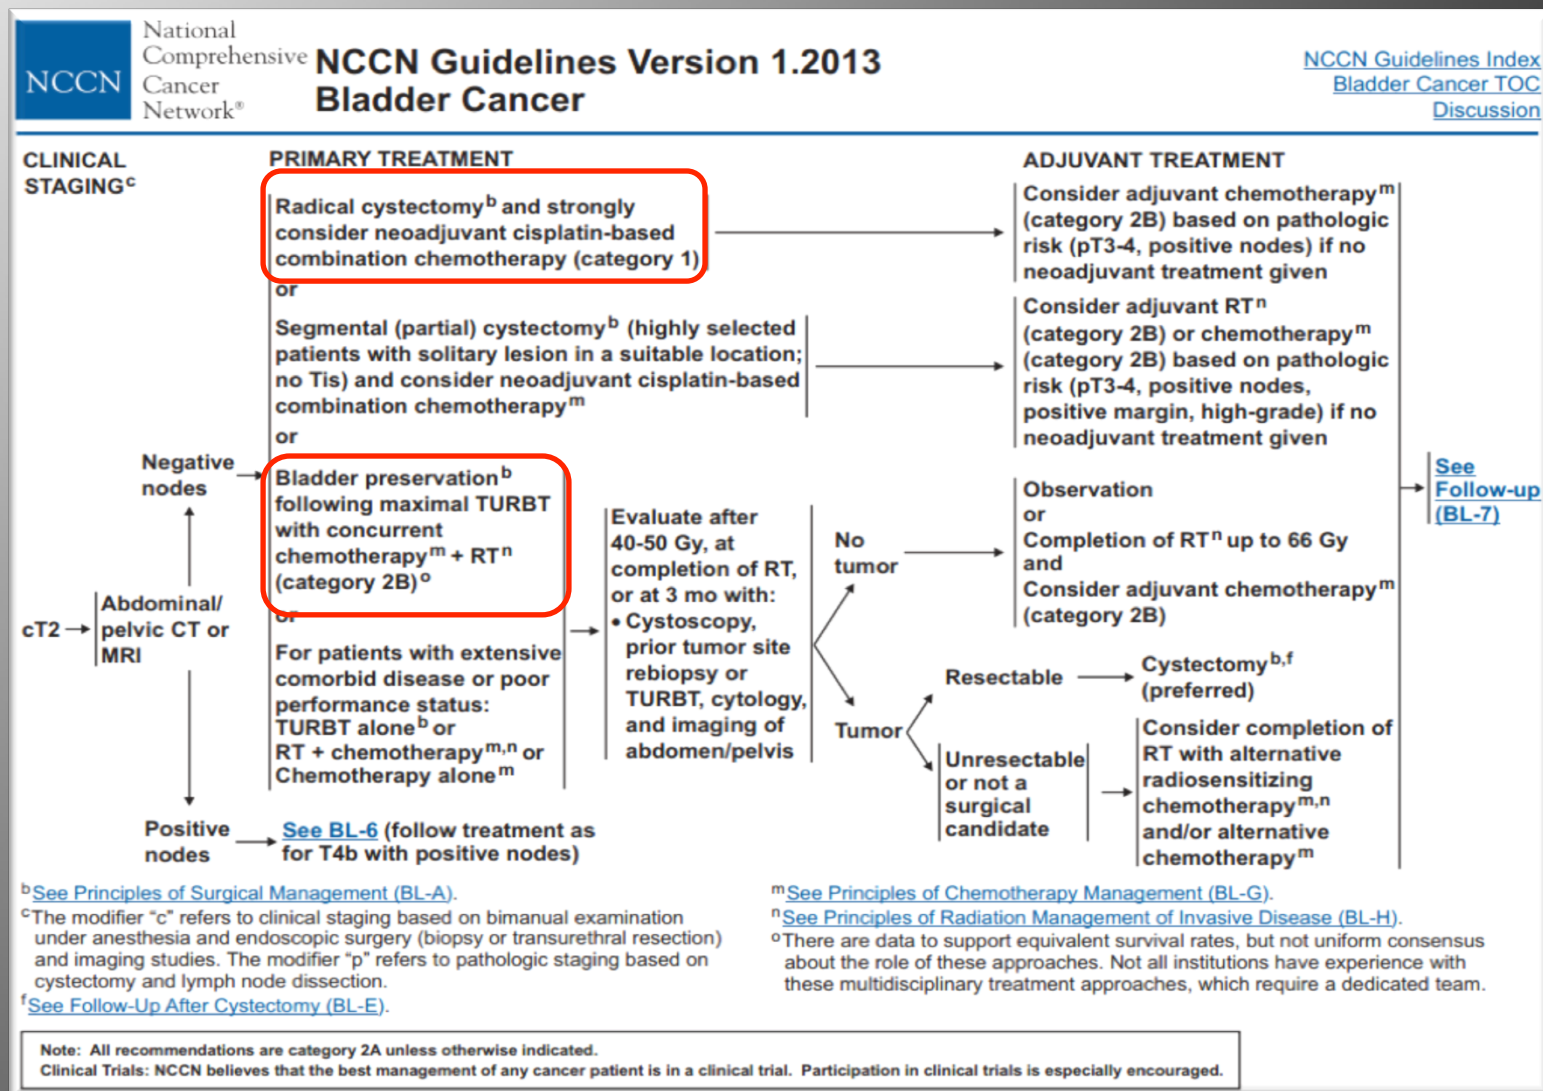 NCCN
National
Comprehensive
Cancer
Network®
NCCN Guidelines Version 1.2013
Bladder Cancer
NCCN Guidelines Index
Bladder Cancer TOC
Discussion
CLINICAL
STAGINGc
PRIMARY TREATMENT
ADJUVANT TREATMENT
cT2
Abdominal/
pelvic CT or
MRI
Negative
nodes
Radical cystectomyb and strongly
consider neoadjuvant cisplatin-based
combination chemotherapy (category 1)
or
Segmental (partial) cystectomyb (highly selected
patients with solitary lesion in a suitable location;
no Tis) and consider neoadjuvant cisplatin-based
combination chemotherapym
or
Bladder preservationb
following maximal TURBT
with concurrent
chemotherapym + RTn
(category 2B)o
or
For patients with extensive
comorbid disease or poor
performance status:
TURBT aloneb or
RT + chemotherapym,n or
Chemotherapy alonem
Evaluate after
40-50 Gy, at
completion of RT,
or at 3 mo with:
• Cystoscopy,
prior tumor site
rebiopsy or
TURBT, cytology,
and imaging of
abdomen/pelvis
No
tumor
Tumor
Resectable
Unresectable
or not a
surgical
candidate
Consider adjuvant chemotherapym
(category 2B) based on pathologic
risk (pT3-4, positive nodes) if no
neoadjuvant treatment given
Consider adjuvant RTn
(category 2B) or chemotherapym
(category 2B) based on pathologic
risk (pT3-4, positive nodes,
positive margin, high-grade) if no
neoadjuvant treatment given
Observation
or
Completion of RTn up to 66 Gy
and
Consider adjuvant chemotherapym
(category 2B)
Cystectomyb,f
(preferred)
Consider completion of
RT with alternative
radiosensitizing
chemotherapym,n
and/or alternative
chemotherapym
See
Follow-up
(BL-7)
Positive
nodes
See BL-6 (follow treatment as
for T4b with positive nodes)
bSee Principles of Surgical Management (BL-A).
cThe modifier “c” refers to clinical staging based on bimanual examination
under anesthesia and endoscopic surgery (biopsy or transurethral resection)
and imaging studies. The modifier “p” refers to pathologic staging based on
cystectomy and lymph node dissection.
fSee Follow-Up After Cystectomy (BL-E).
mSee Principles of Chemotherapy Management (BL-G).
nSee Principles of Radiation Management of Invasive Disease (BL-H).
oThere are data to support equivalent survival rates, but not uniform consensus
about the role of these approaches. Not all institutions have experience with
these multidisciplinary treatment approaches, which require a dedicated team.
Note: All recommendations are category 2A unless otherwise indicated.
Clinical Trials: NCCN believes that the best management of any cancer patient is in a clinical trial. Participation in clinical trials is especially encouraged.